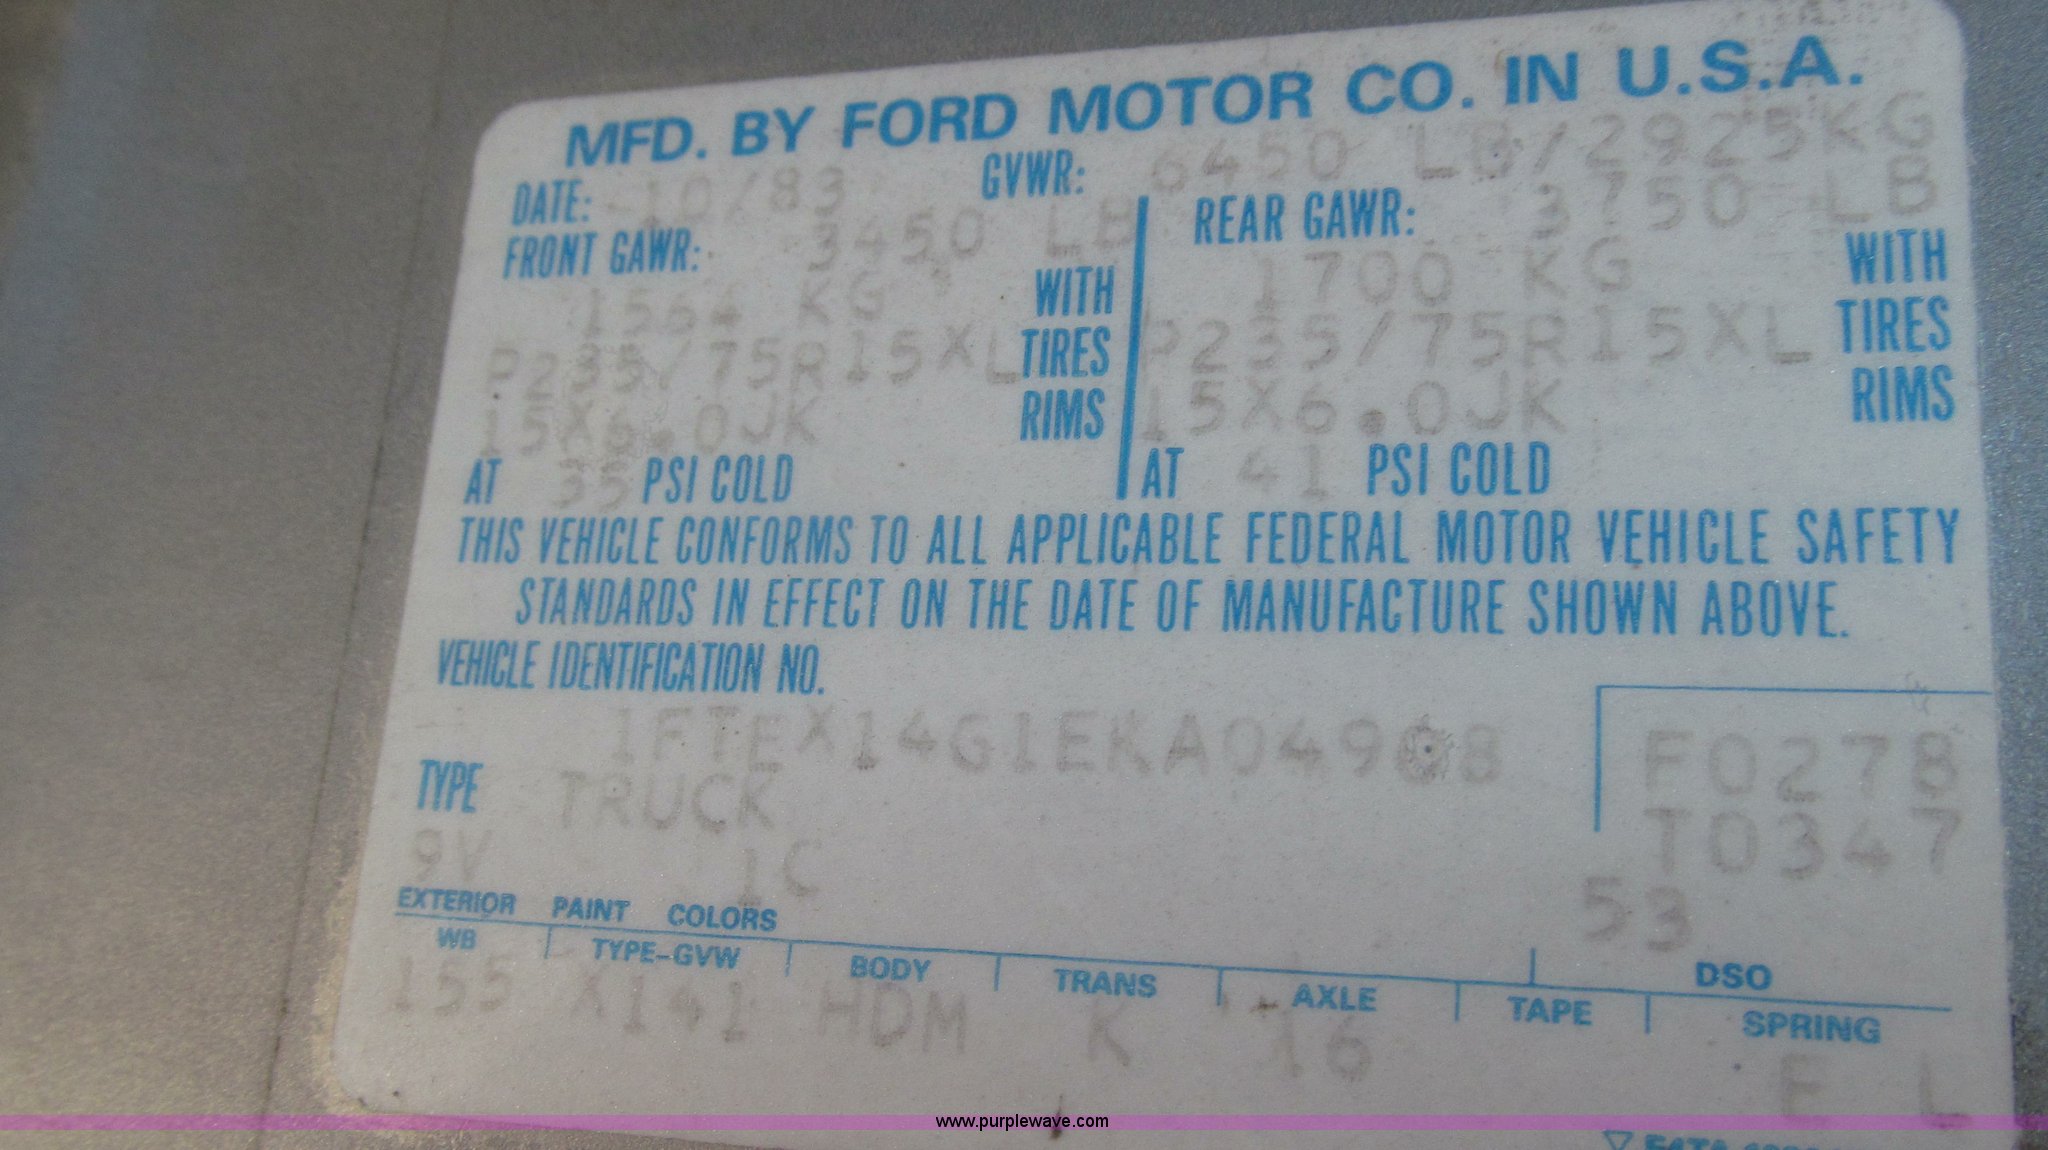 MFD. BY FORD MOTOR CO. IN U.S.A.
DATE: 10/83 GVWR: 6450 LB/2925KG
FRONT GAWR: 3450 LB REAR GAWR: 3750 LB
1564 KG WITH 1700 KG WITH
P235/75R15XL TIRES P235/75R15XL TIRES
15X6.0JK RIMS 15X6.0JK RIMS
AT 35 PSI COLD AT 41 PSI COLD
THIS VEHICLE CONFORMS TO ALL APPLICABLE FEDERAL MOTOR VEHICLE SAFETY
STANDARDS IN EFFECT ON THE DATE OF MANUFACTURE SHOWN ABOVE.
VEHICLE IDENTIFICATION NO.
1FTEX14G1EKA04908 F0278
TYPE TRUCK T0347
9V 1C 53
EXTERIOR PAINT COLORS DSO
WB TYPE-GVW BODY TRANS AXLE TAPE SPRING
155 X141 HDM K 16 E L
www.purplewave.com